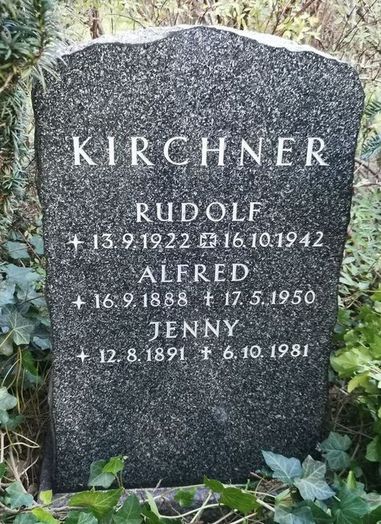 KIRCHNER
RUDOLF
✦ 13.9.1922 ✠ 16.10.1942
ALFRED
✦ 16.9.1888 ✝ 17.5.1950
JENNY
✦ 12.8.1891 ✝ 6.10.1981